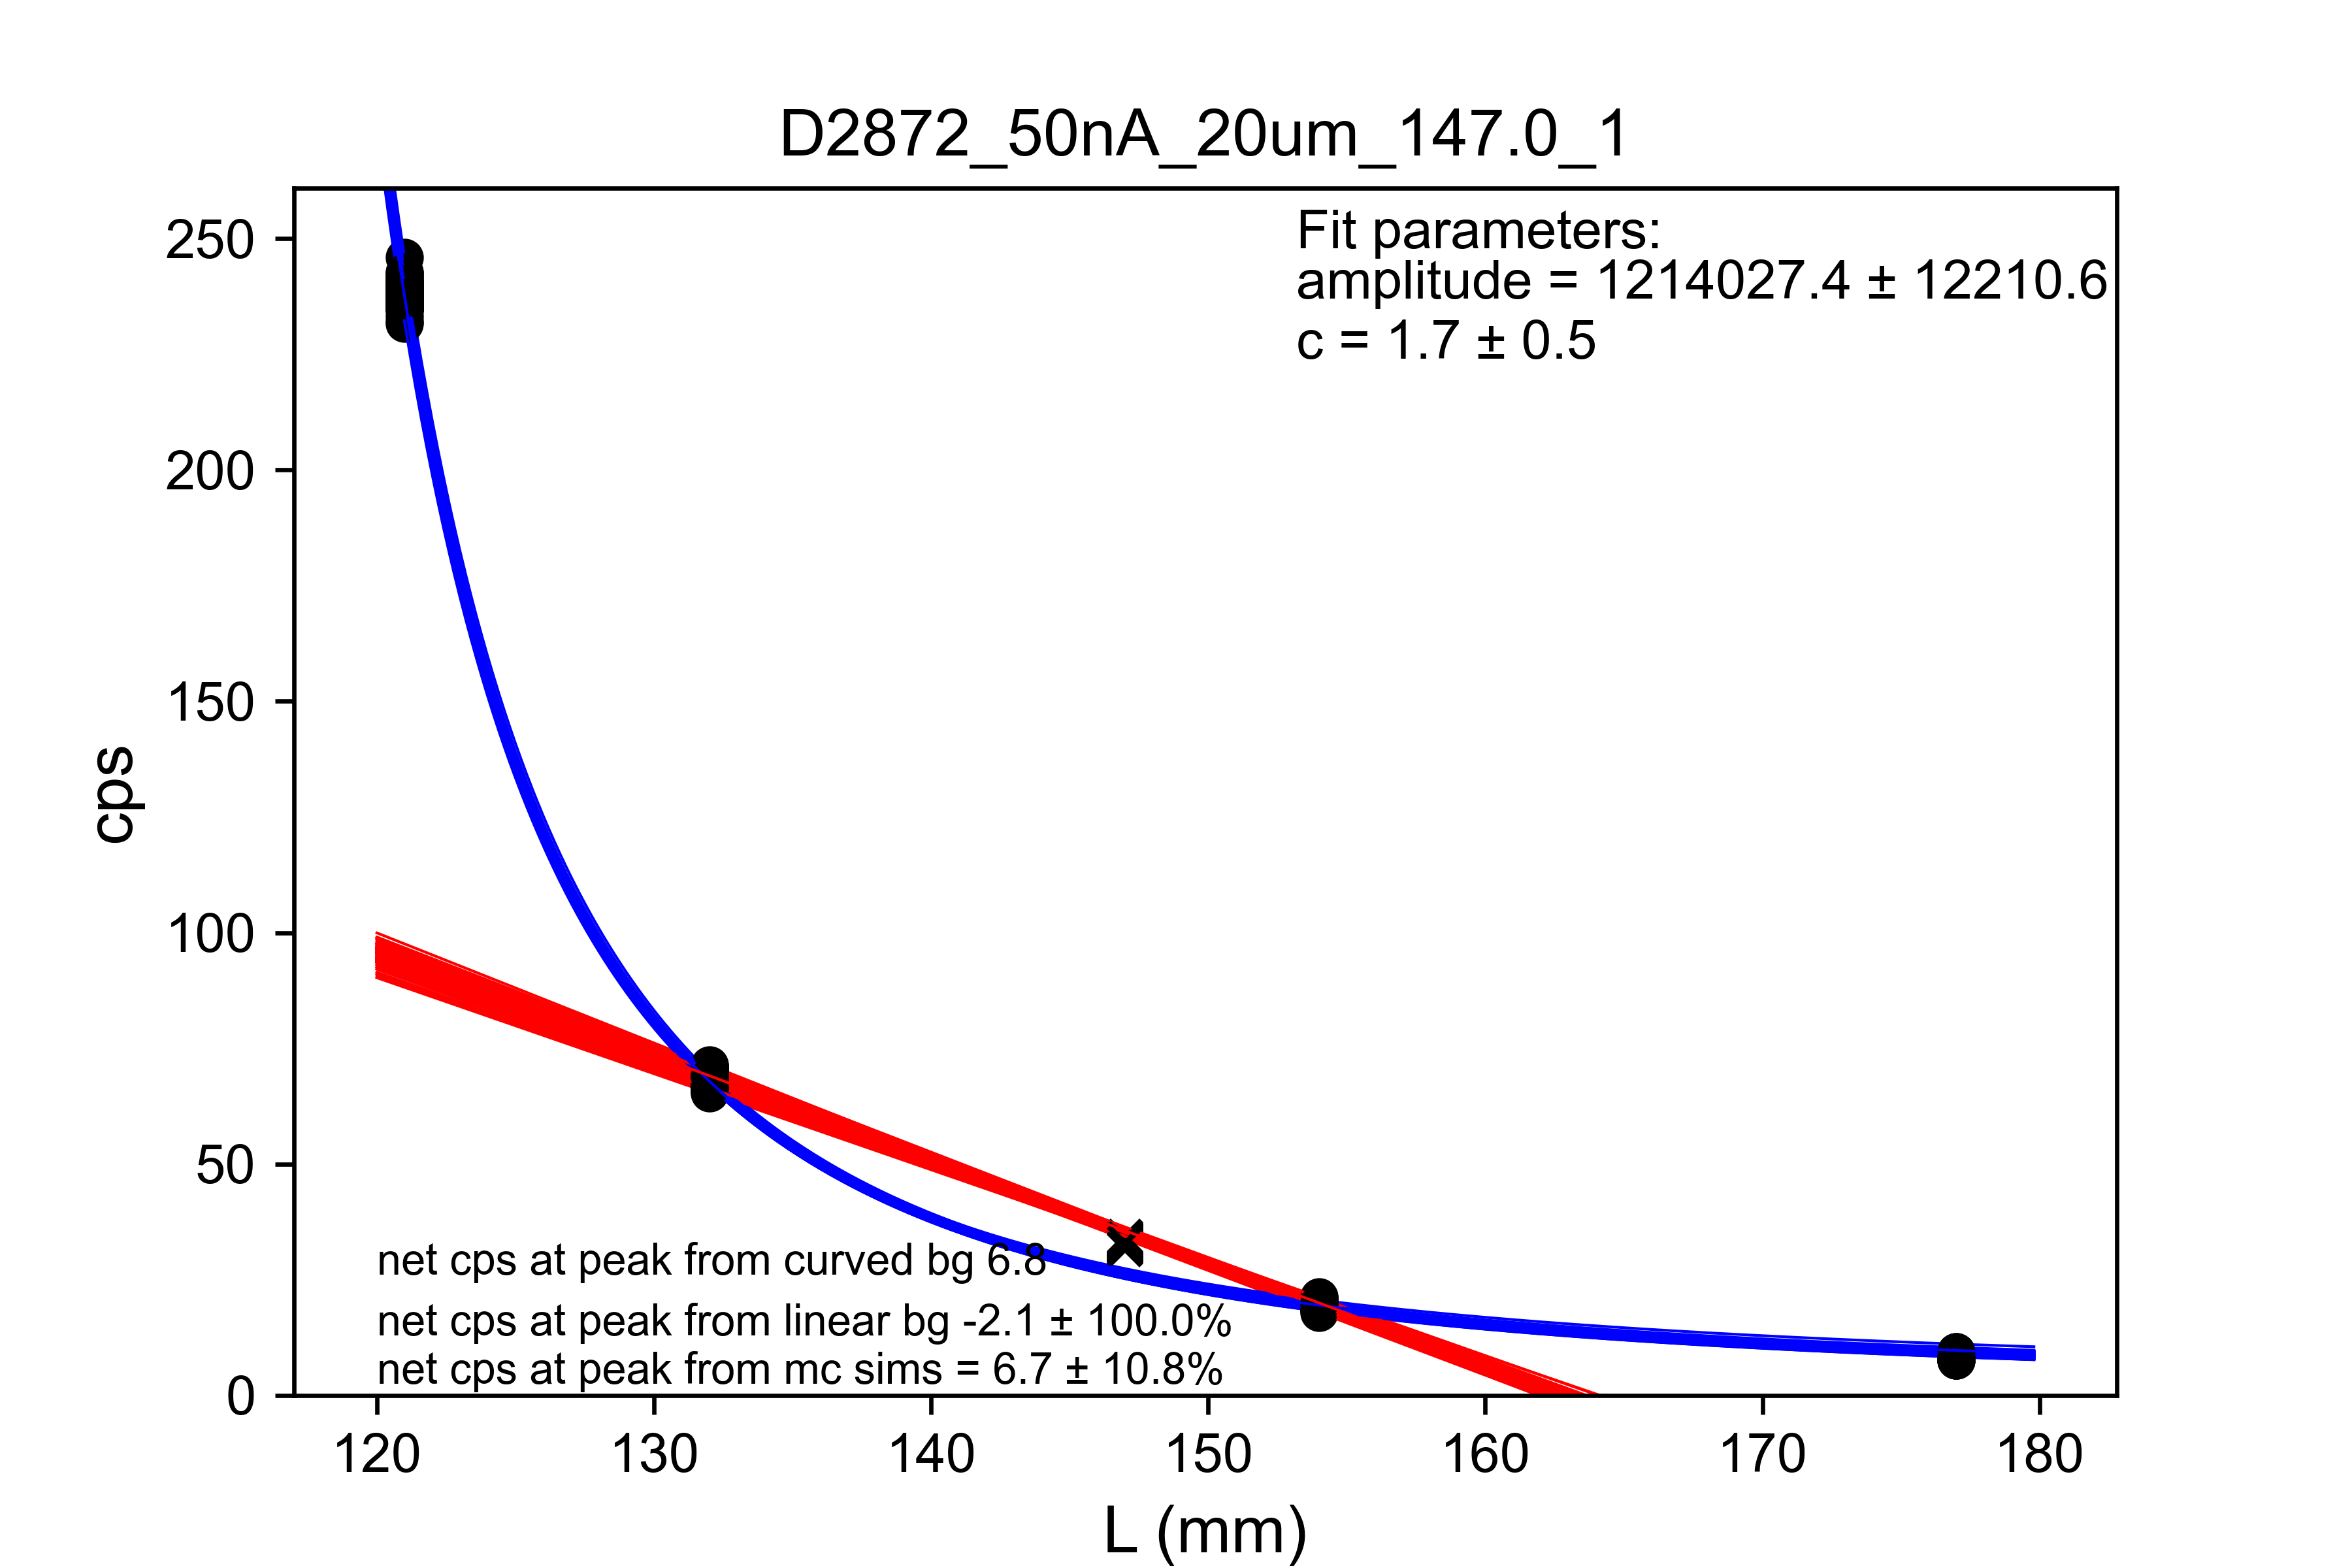 D2872_50nA_20um_147.0_1
Fit parameters:
amplitude = 1214027.4 ± 12210.6
c = 1.7 ± 0.5
250
200
150
100
50
0
cps
net cps at peak from curved bg 6.8
net cps at peak from linear bg -2.1 ± 100.0%
net cps at peak from mc sims = 6.7 ± 10.8%
120 130 140 150 160 170 180
L (mm)